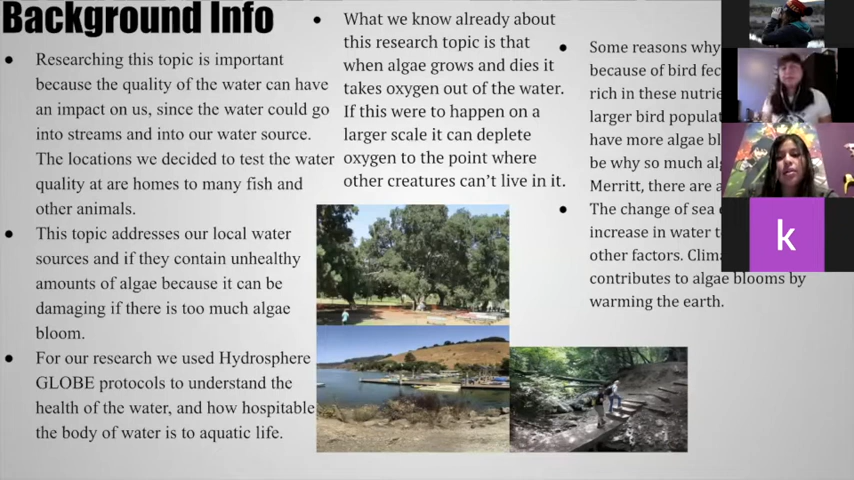 Background Info
Researching this topic is important
because the quality of the water can have
an impact on us, since the water could go
into streams and into our water source.
The locations we decided to test the water
quality at are homes to many fish and
other animals.
This topic addresses our local water
sources and if they contain unhealthy
amounts of algae because it can be
damaging if there is too much algae
bloom.
For our research we used Hydrosphere
GLOBE protocols to understand the
health of the water, and how hospitable
the body of water is to aquatic life.
What we know already about
this research topic is that
when algae grows and dies it
takes oxygen out of the water.
If this were to happen on a
larger scale it can deplete
oxygen to the point where
other creatures can't live in it.
Some reasons why
because of bird
rich in these
larger bird
have more algae
be why so much
Merritt, there are
The change of sea
increase in water
other factors.
contributes to algae blooms by
warming the earth.
k